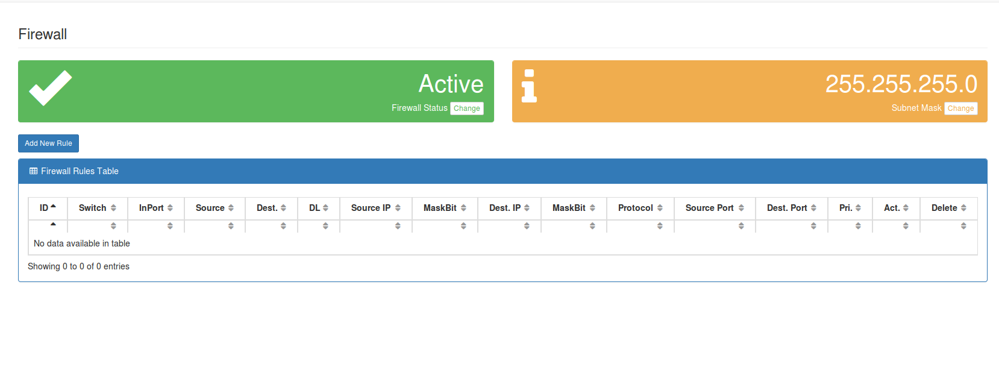 Firewall
Active
Firewall Status Change
255.255.255.0
Subnet Mask Change
Add New Rule
Firewall Rules Table
ID Switch InPort Source Dest. DL Source IP MaskBit Dest. IP MaskBit Protocol Source Port Dest. Port Pri. Act. Delete
No data available in table
Showing 0 to 0 of 0 entries